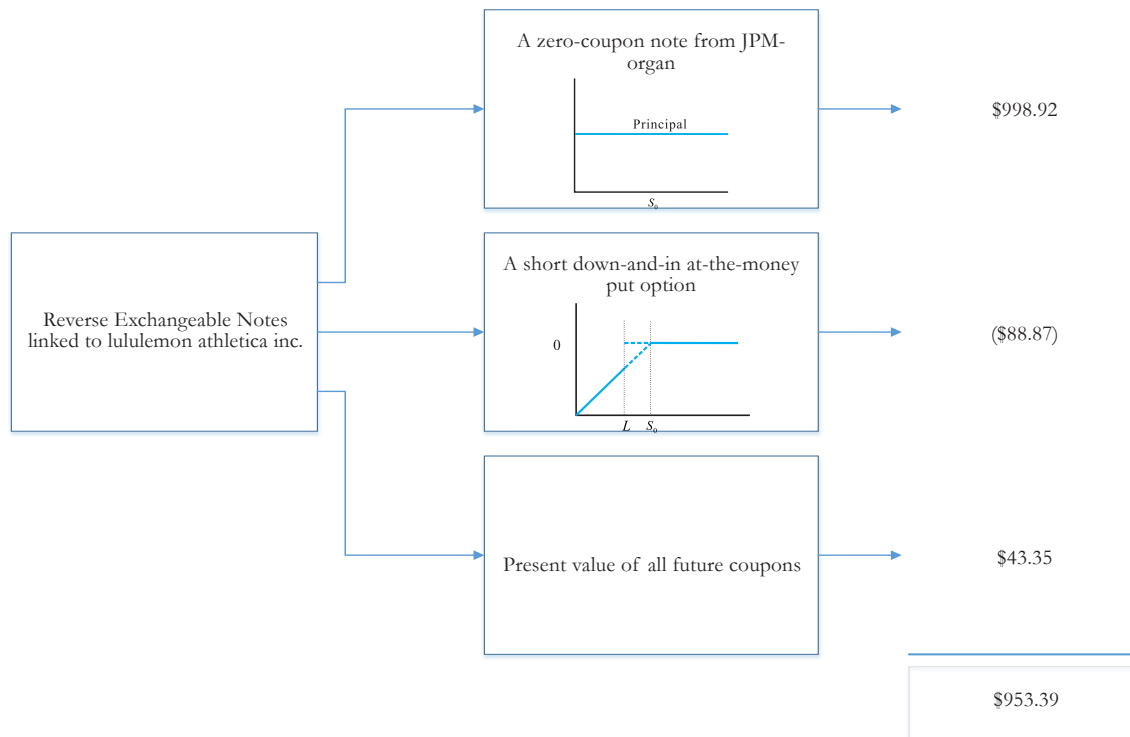 A zero-coupon note from JPM-
organ
Principal
S₀
$998.92
Reverse Exchangeable Notes
linked to lululemon athletica inc.
A short down-and-in at-the-money
put option
0
L S₀
($88.87)
Present value of all future coupons
$43.35
$953.39